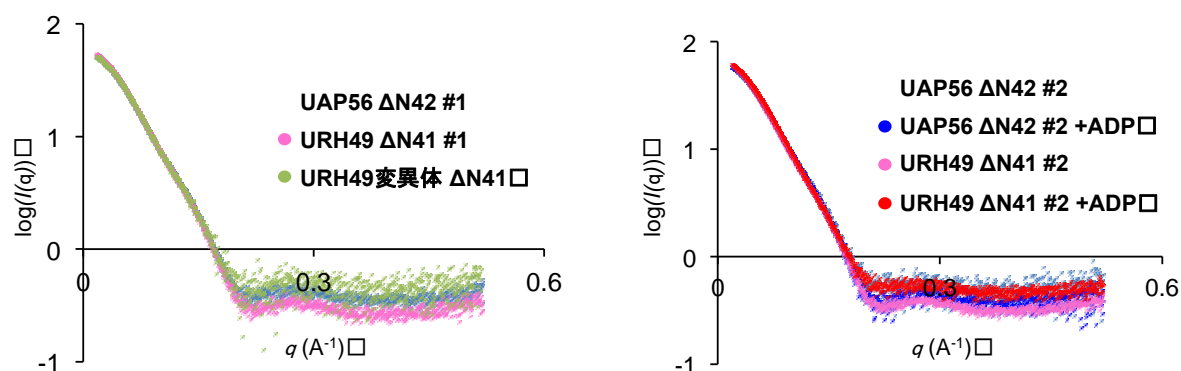 2
1
0
-1
0
0.3
0.6
log(I(q))□
q (A-1)□
UAP56 ΔN42 #1
URH49 ΔN41 #1
URH49変異体 ΔN41□
2
1
0
-1
0
0.3
0.6
log(I(q))□
q (A-1)□
UAP56 ΔN42 #2
UAP56 ΔN42 #2 +ADP□
URH49 ΔN41 #2
URH49 ΔN41 #2 +ADP□